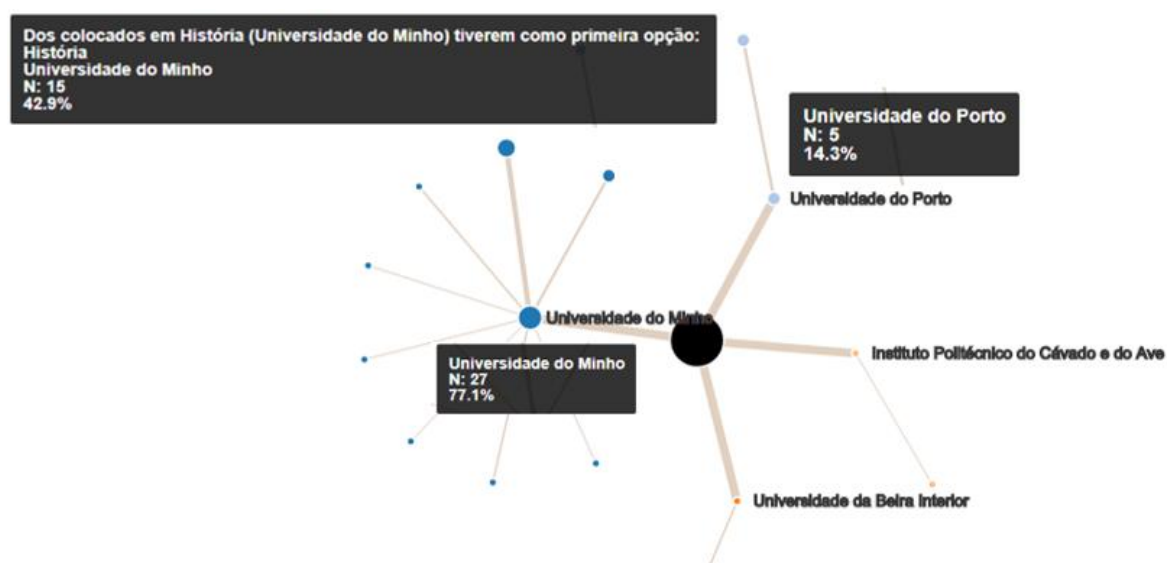 Dos colocados em História (Universidade do Minho) tiverem como primeira opção:
História
Universidade do Minho
N: 15
42.9%
Universidade do Porto
N: 5
14.3%
Universidade do Porto
Universidade do Minho
Universidade do Minho
N: 27
77.1%
Instituto Politécnico do Cávado e do Ave
Universidade da Beira Interior